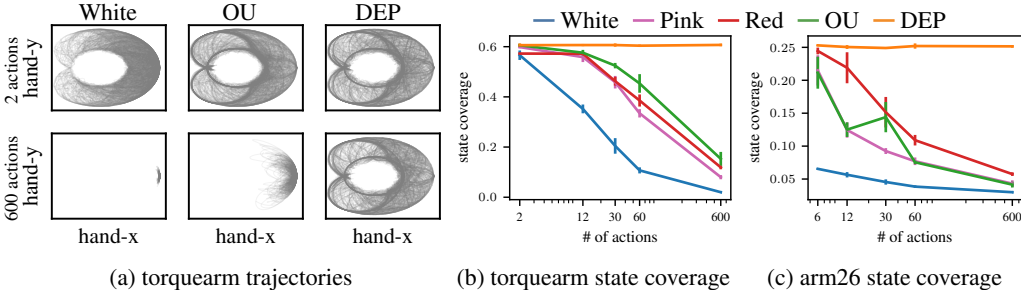 White OU DEP
2 actions
hand-y
600 actions
hand-y
hand-x hand-x hand-x
(a) torquearm trajectories
White Pink Red OU DEP
state coverage
0.6
0.4
0.2
0.0
2 12 30 60 600
# of actions
(b) torquearm state coverage
state coverage
0.25
0.20
0.15
0.10
0.05
6 12 30 60 600
# of actions
(c) arm26 state coverage